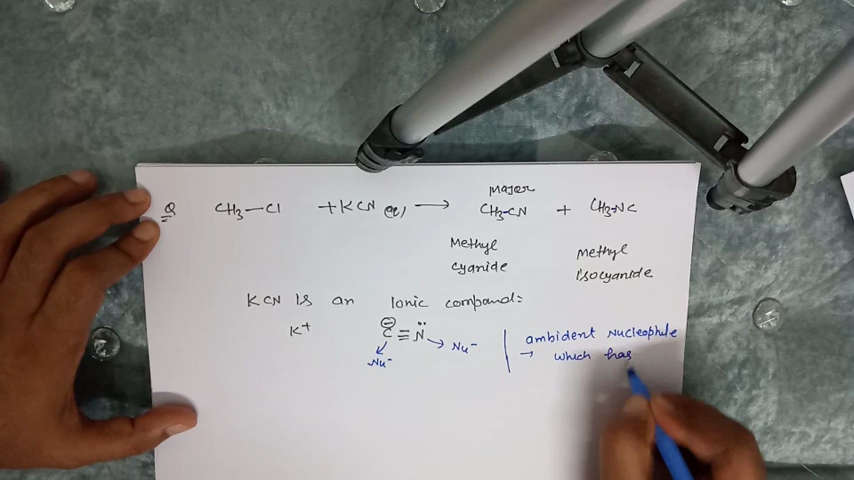 Q CH3-Cl + KCN (al) → CH3-CN + CH3-NC
Major
Methyl cyanide
Methyl isocyanide
KCN is an Ionic compound:
K+ C⊖ ≡ N̈
Nu- Nu-
ambident Nucleophile
→ which has